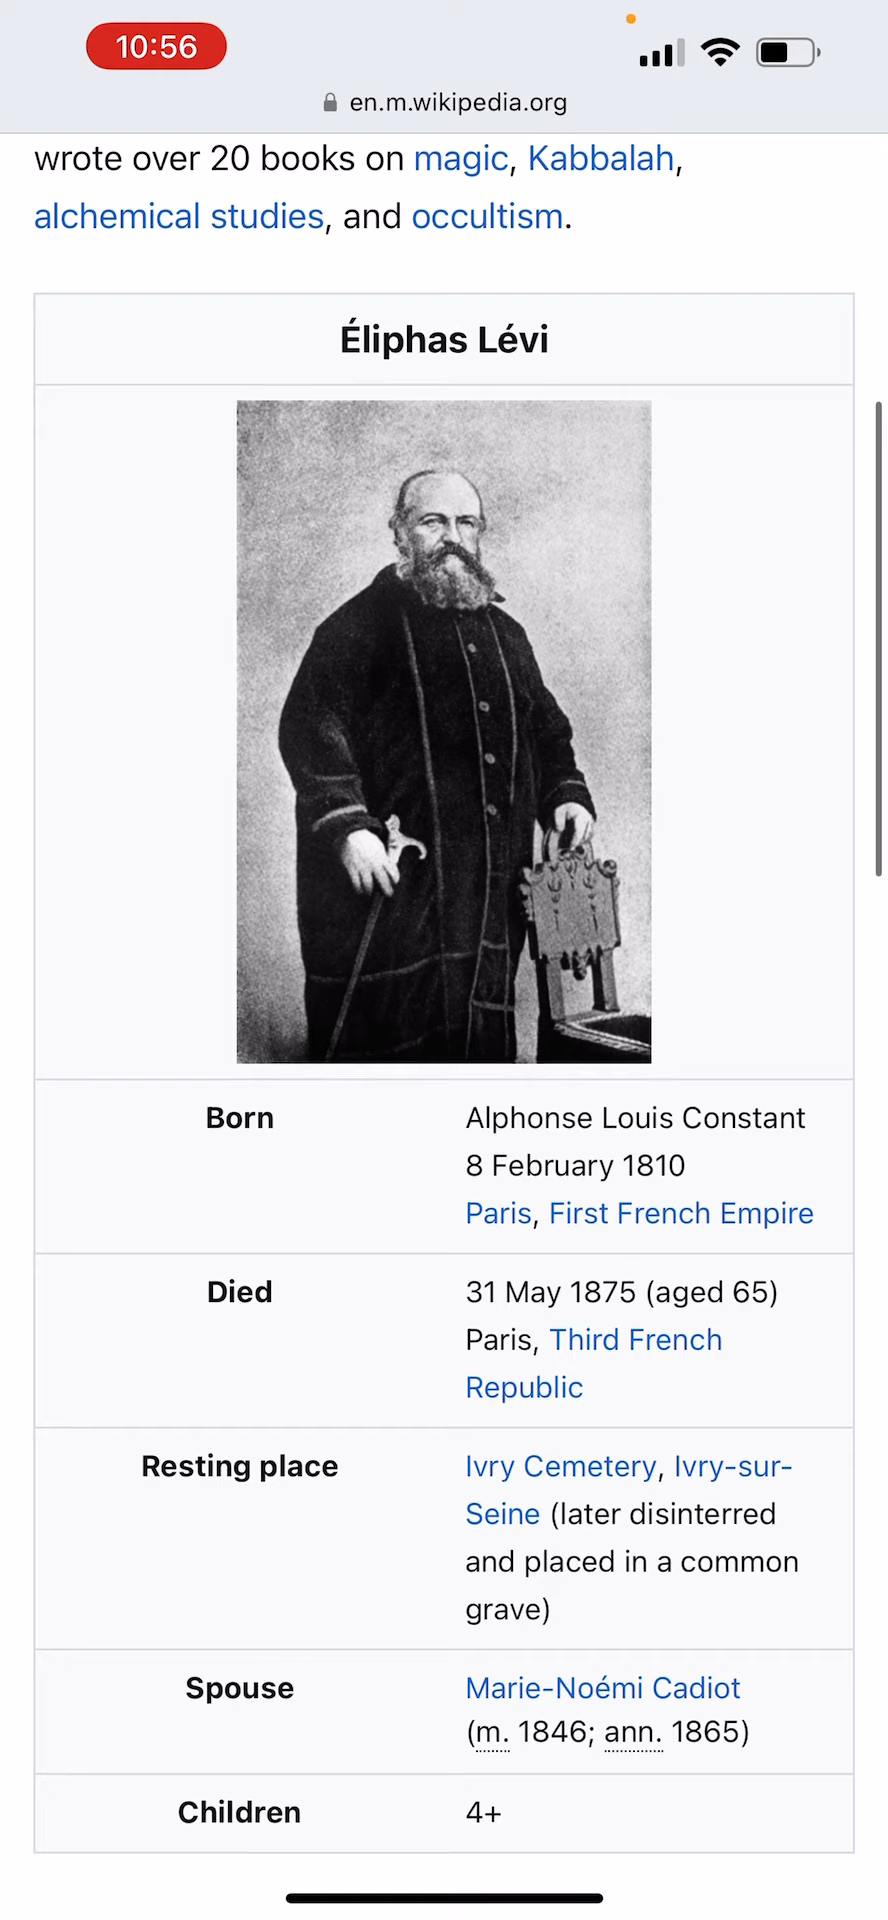 10:56
en.m.wikipedia.org
wrote over 20 books on magic, Kabbalah,
alchemical studies, and occultism.
Éliphas Lévi
Born
Alphonse Louis Constant
8 February 1810
Paris, First French Empire
Died
31 May 1875 (aged 65)
Paris, Third French
Republic
Resting place
Ivry Cemetery, Ivry-sur-
Seine (later disinterred
and placed in a common
grave)
Spouse
Marie-Noémi Cadiot
(m. 1846; ann. 1865)
Children
4+